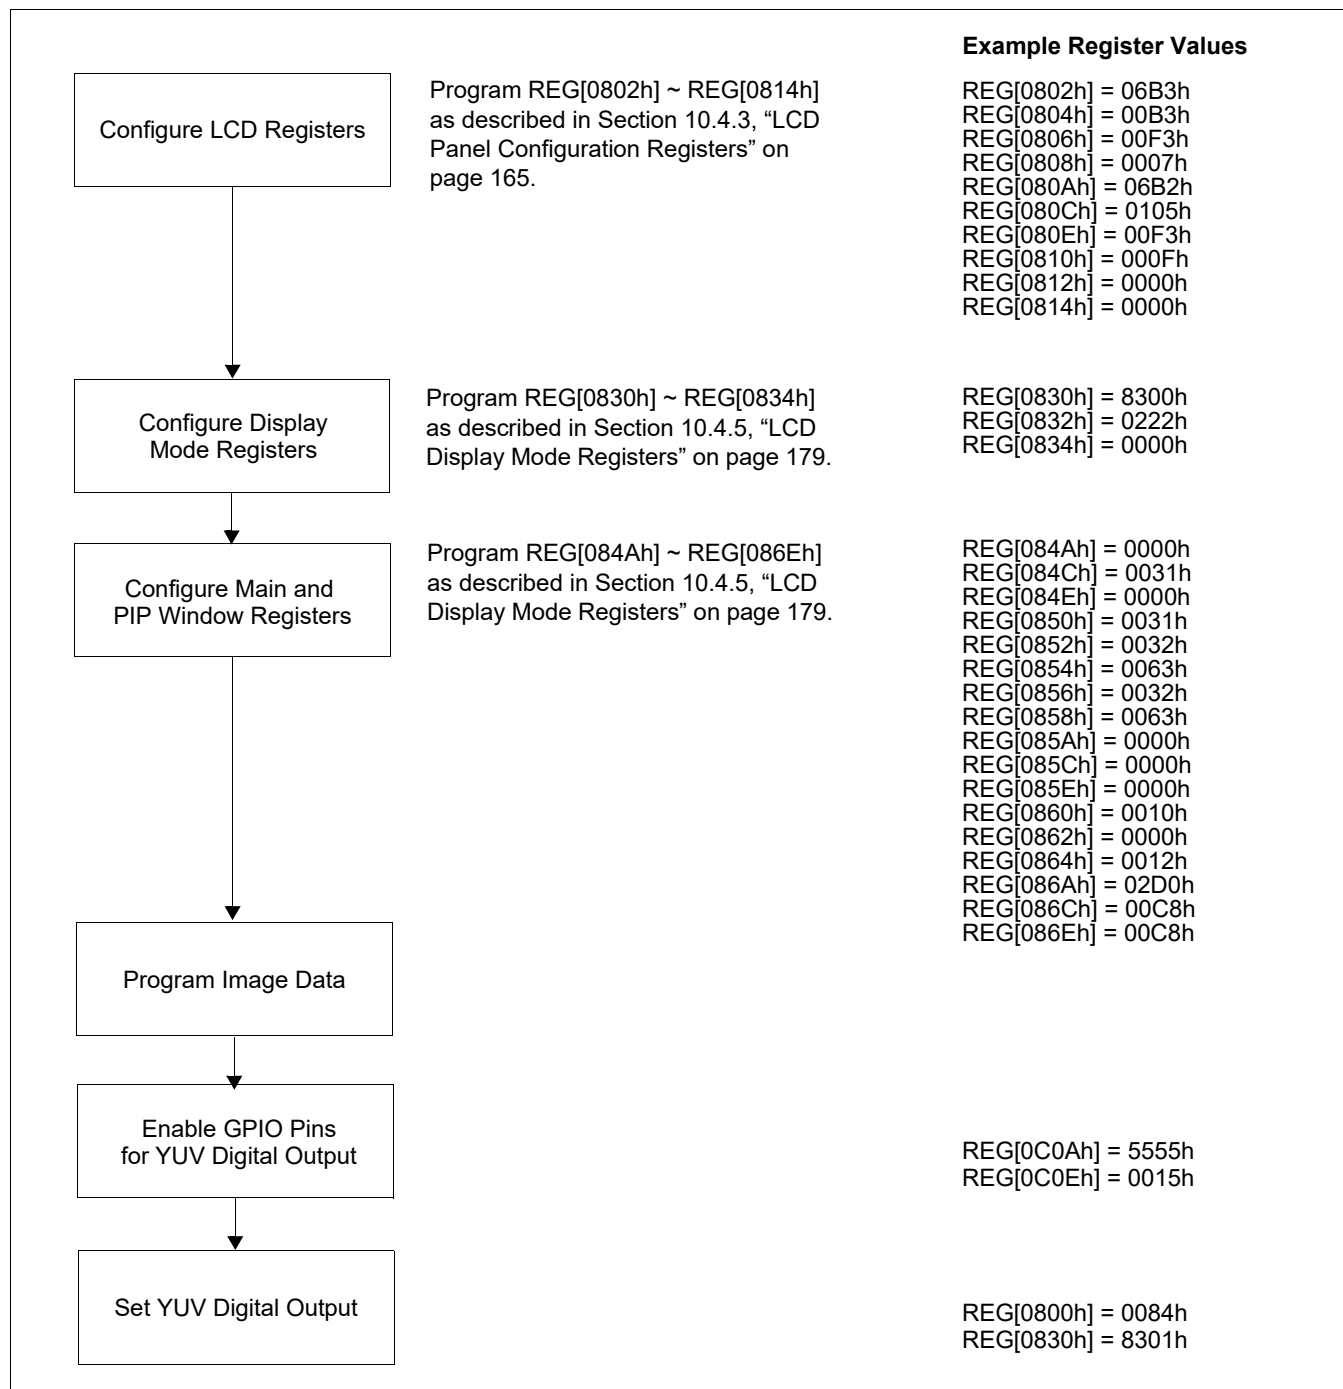 Example Register Values
Configure LCD Registers
Program REG[0802h] ~ REG[0814h]
as described in Section 10.4.3, “LCD
Panel Configuration Registers” on
page 165.
REG[0802h] = 06B3h
REG[0804h] = 00B3h
REG[0806h] = 00F3h
REG[0808h] = 0007h
REG[080Ah] = 06B2h
REG[080Ch] = 0105h
REG[080Eh] = 00F3h
REG[0810h] = 000Fh
REG[0812h] = 0000h
REG[0814h] = 0000h
Configure Display
Mode Registers
Program REG[0830h] ~ REG[0834h]
as described in Section 10.4.5, “LCD
Display Mode Registers” on page 179.
REG[0830h] = 8300h
REG[0832h] = 0222h
REG[0834h] = 0000h
Configure Main and
PIP Window Registers
Program REG[084Ah] ~ REG[086Eh]
as described in Section 10.4.5, “LCD
Display Mode Registers” on page 179.
REG[084Ah] = 0000h
REG[084Ch] = 0031h
REG[084Eh] = 0000h
REG[0850h] = 0031h
REG[0852h] = 0032h
REG[0854h] = 0063h
REG[0856h] = 0032h
REG[0858h] = 0063h
REG[085Ah] = 0000h
REG[085Ch] = 0000h
REG[085Eh] = 0000h
REG[0860h] = 0010h
REG[0862h] = 0000h
REG[0864h] = 0012h
REG[086Ah] = 02D0h
REG[086Ch] = 00C8h
REG[086Eh] = 00C8h
Program Image Data
Enable GPIO Pins
for YUV Digital Output
REG[0C0Ah] = 5555h
REG[0C0Eh] = 0015h
Set YUV Digital Output
REG[0800h] = 0084h
REG[0830h] = 8301h